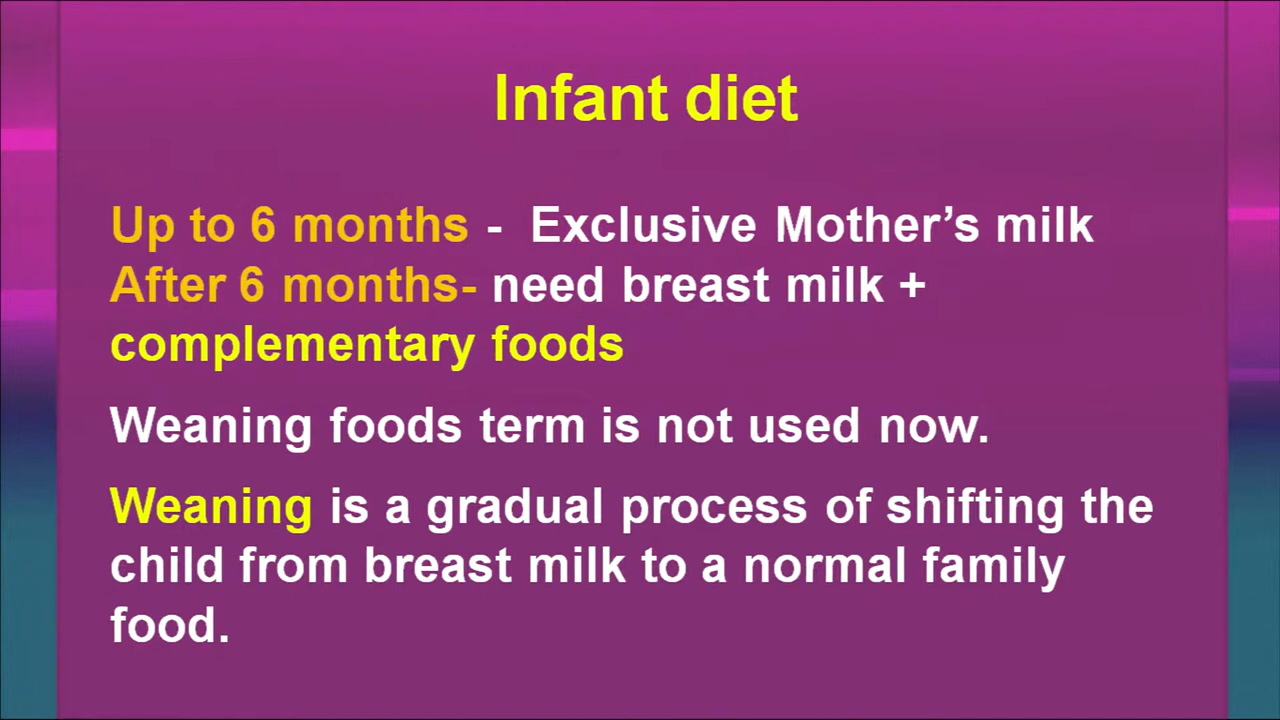 Infant diet
Up to 6 months - Exclusive Mother’s milk
After 6 months- need breast milk +
complementary foods
Weaning foods term is not used now.
Weaning is a gradual process of shifting the
child from breast milk to a normal family
food.